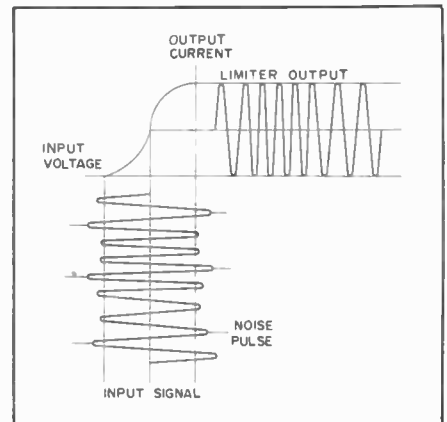 OUTPUT
CURRENT
LIMITER OUTPUT
INPUT
VOLTAGE
NOISE
PULSE
INPUT SIGNAL